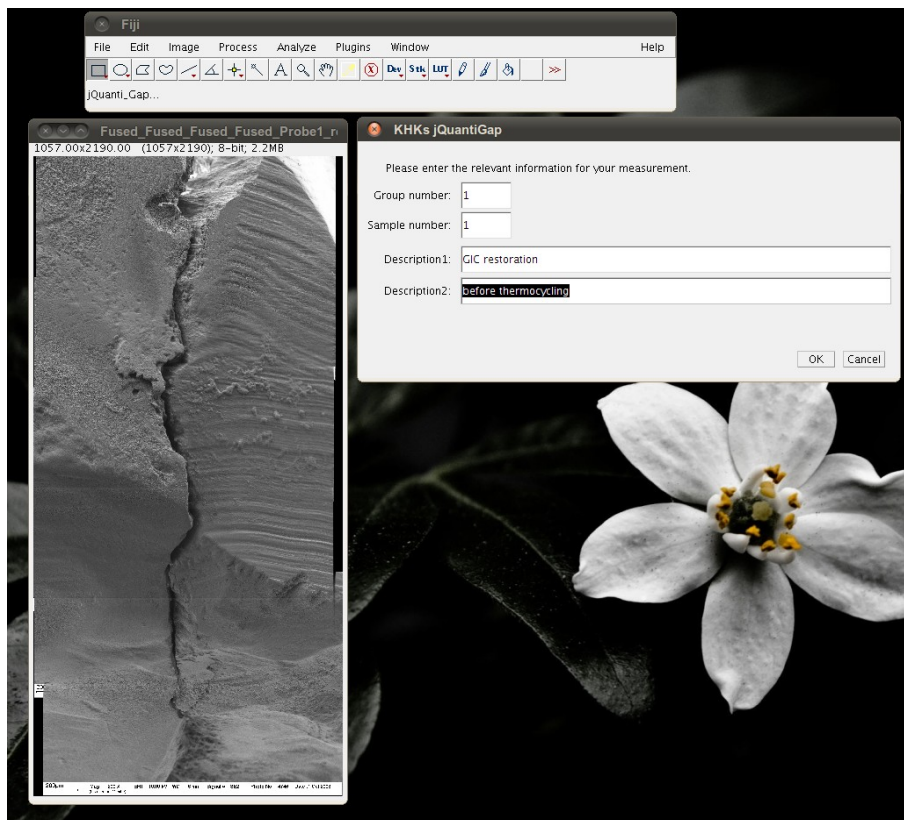 Fiji
File Edit Image Process Analyze Plugins Window Help
A Dev Stk LUT >>
jQuanti_Gap...
Fused_Fused_Fused_Fused_Probe1_r
1057.00x2190.00 (1057x2190); 8-bit; 2.2MB
KHKs jQuantiGap
Please enter the relevant information for your measurement.
Group number: 1
Sample number: 1
Description1: GIC restoration
Description2: before thermocycling
OK Cancel